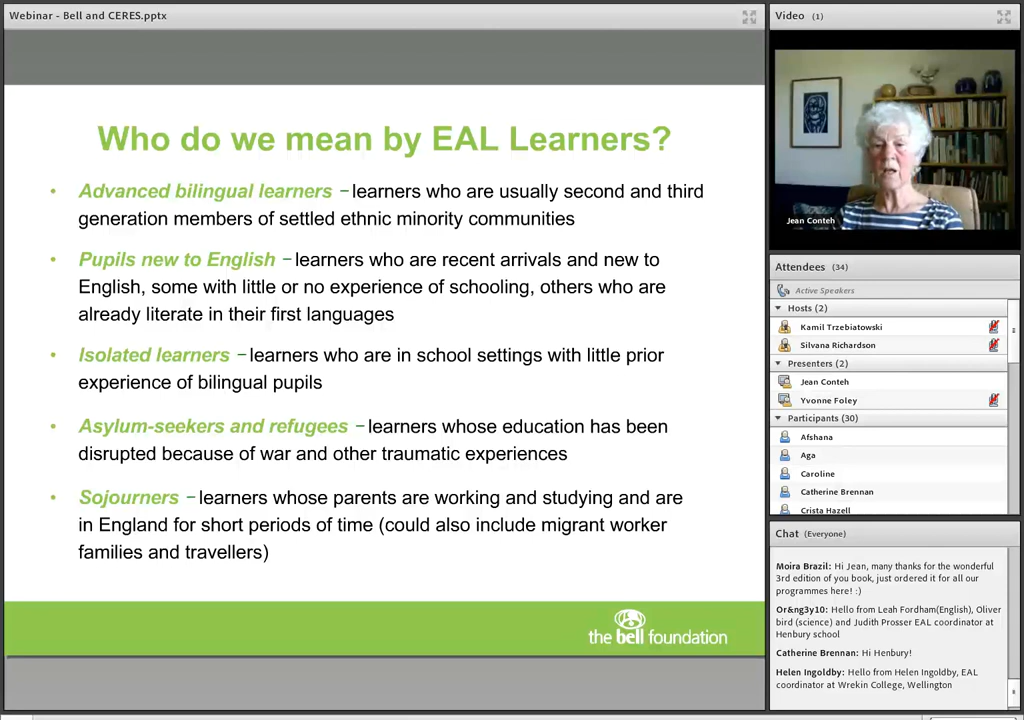 Webinar - Bell and CERES.pptx
Who do we mean by EAL Learners?
• Advanced bilingual learners – learners who are usually second and third
generation members of settled ethnic minority communities
• Pupils new to English – learners who are recent arrivals and new to
English, some with little or no experience of schooling, others who are
already literate in their first languages
• Isolated learners – learners who are in school settings with little prior
experience of bilingual pupils
• Asylum-seekers and refugees – learners whose education has been
disrupted because of war and other traumatic experiences
• Sojourners – learners whose parents are working and studying and are
in England for short periods of time (could also include migrant worker
families and travellers)
the bell foundation
Video (1)
Jean Conteh
Attendees (34)
Active Speakers
Hosts (2)
Kamil Trzebiatowski
Silvana Richardson
Presenters (2)
Jean Conteh
Yvonne Foley
Participants (30)
Afshana
Aga
Caroline
Catherine Brennan
Crista Hazell
Chat (Everyone)
Moira Brazil: Hi Jean, many thanks for the wonderful
3rd edition of you book, just ordered it for all our
programmes here! :)
Or&ng3y10: Hello from Leah Fordham(English), Oliver
bird (science) and Judith Prosser EAL coordinator at
Henbury school
Catherine Brennan: Hi Henbury!
Helen Ingoldby: Hello from Helen Ingoldby, EAL
coordinator at Wrekin College, Wellington